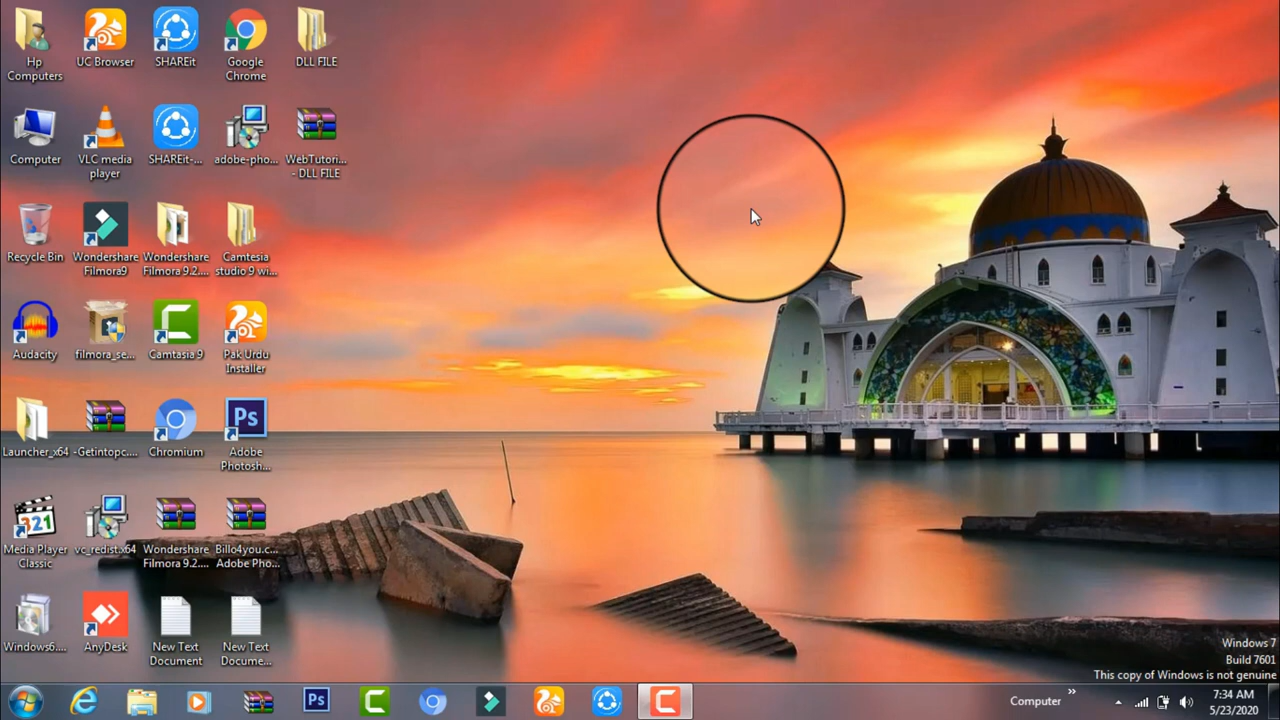 Hp
Computers
UC Browser
SHAREit
Google
Chrome
DLL FILE
Computer
VLC media
player
SHAREit-...
adobe-pho...
WebTutori...
- DLL FILE
Recycle Bin
Wondershare
Filmora9
Wondershare
Filmora 9.2....
Camtesia
studio 9 wi...
Audacity
filmora_se...
Camtasia 9
Pak Urdu
Installer
Launcher_x64
-Getintopc....
Chromium
Ps
Adobe
Photosh...
321
Media Player
Classic
vc_redist.x64
Wondershare
Filmora 9.2....
Billo4you.c...
Adobe Pho...
Windows6....
AnyDesk
New Text
Document
New Text
Docume...
Windows 7
Build 7601
This copy of Windows is not genuine
Ps
Computer
7:34 AM
5/23/2020